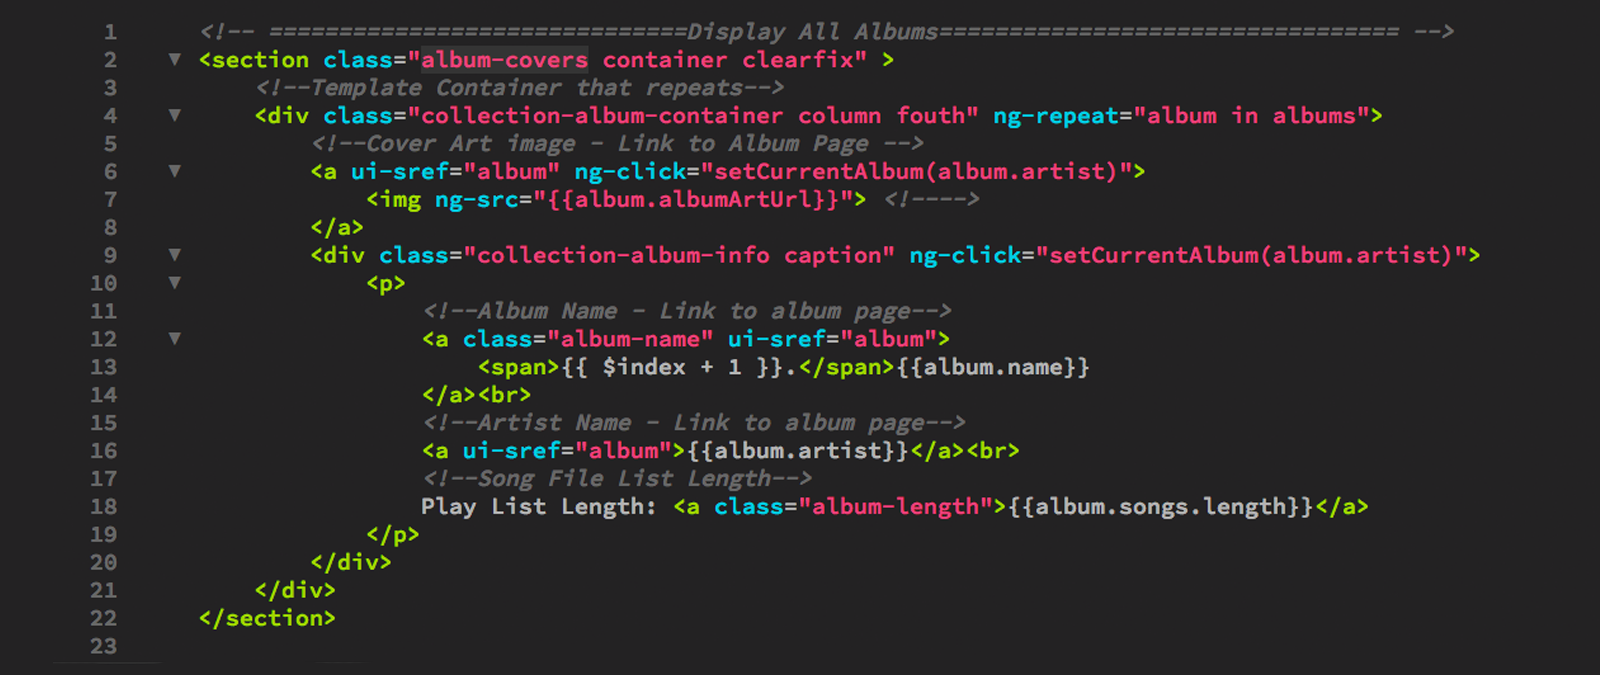 1 <!-- ==============================Display All Albums================================= -->
2 ▼ <section class="album-covers container clearfix" >
3 <!--Template Container that repeats-->
4 ▼ <div class="collection-album-container column fouth" ng-repeat="album in albums">
5 <!--Cover Art image - Link to Album Page -->
6 ▼ <a ui-sref="album" ng-click="setCurrentAlbum(album.artist)">
7 <img ng-src="{{album.albumArtUrl}}"> <!---->
8 </a>
9 ▼ <div class="collection-album-info caption" ng-click="setCurrentAlbum(album.artist)">
10 ▼ <p>
11 <!--Album Name - Link to album page-->
12 ▼ <a class="album-name" ui-sref="album">
13 <span>{{ $index + 1 }}.</span>{{album.name}}
14 </a><br>
15 <!--Artist Name - Link to album page-->
16 <a ui-sref="album">{{album.artist}}</a><br>
17 <!--Song File List Length-->
18 Play List Length: <a class="album-length">{{album.songs.length}}</a>
19 </p>
20 </div>
21 </div>
22 </section>
23